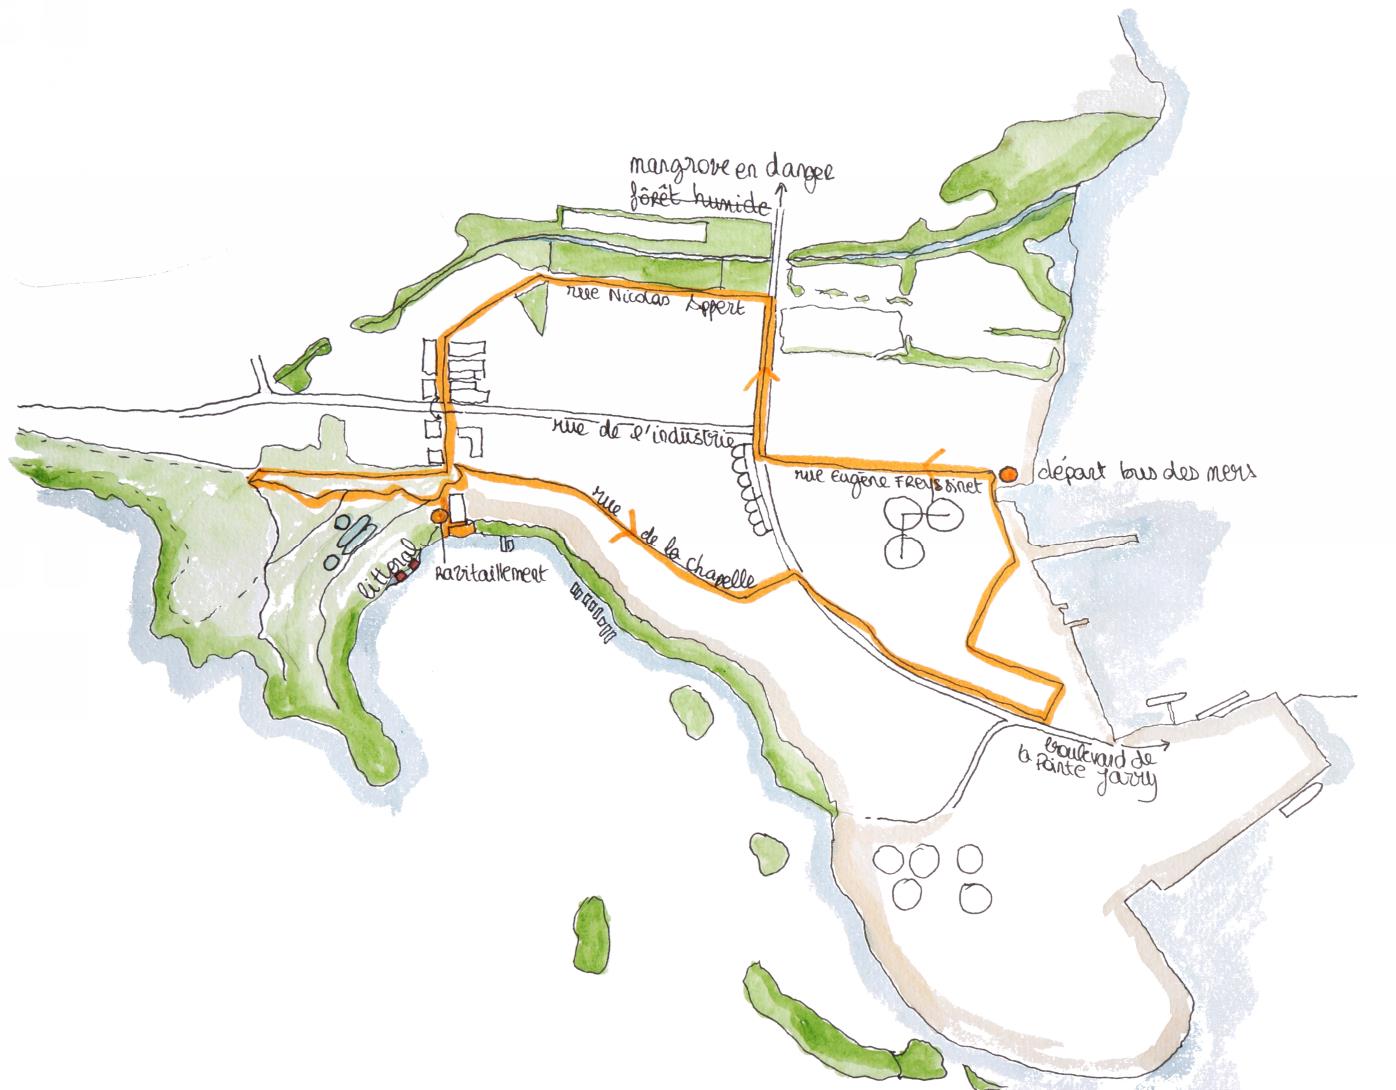 mangrove en danger
forêt humide
rue Nicolas Appert
rue de l'industrie
départ bus des mers
rue Eugène FREYSSINET
rue de la chapelle
littoral
Ravitaillement
boulevard de
la Pointe Jarry